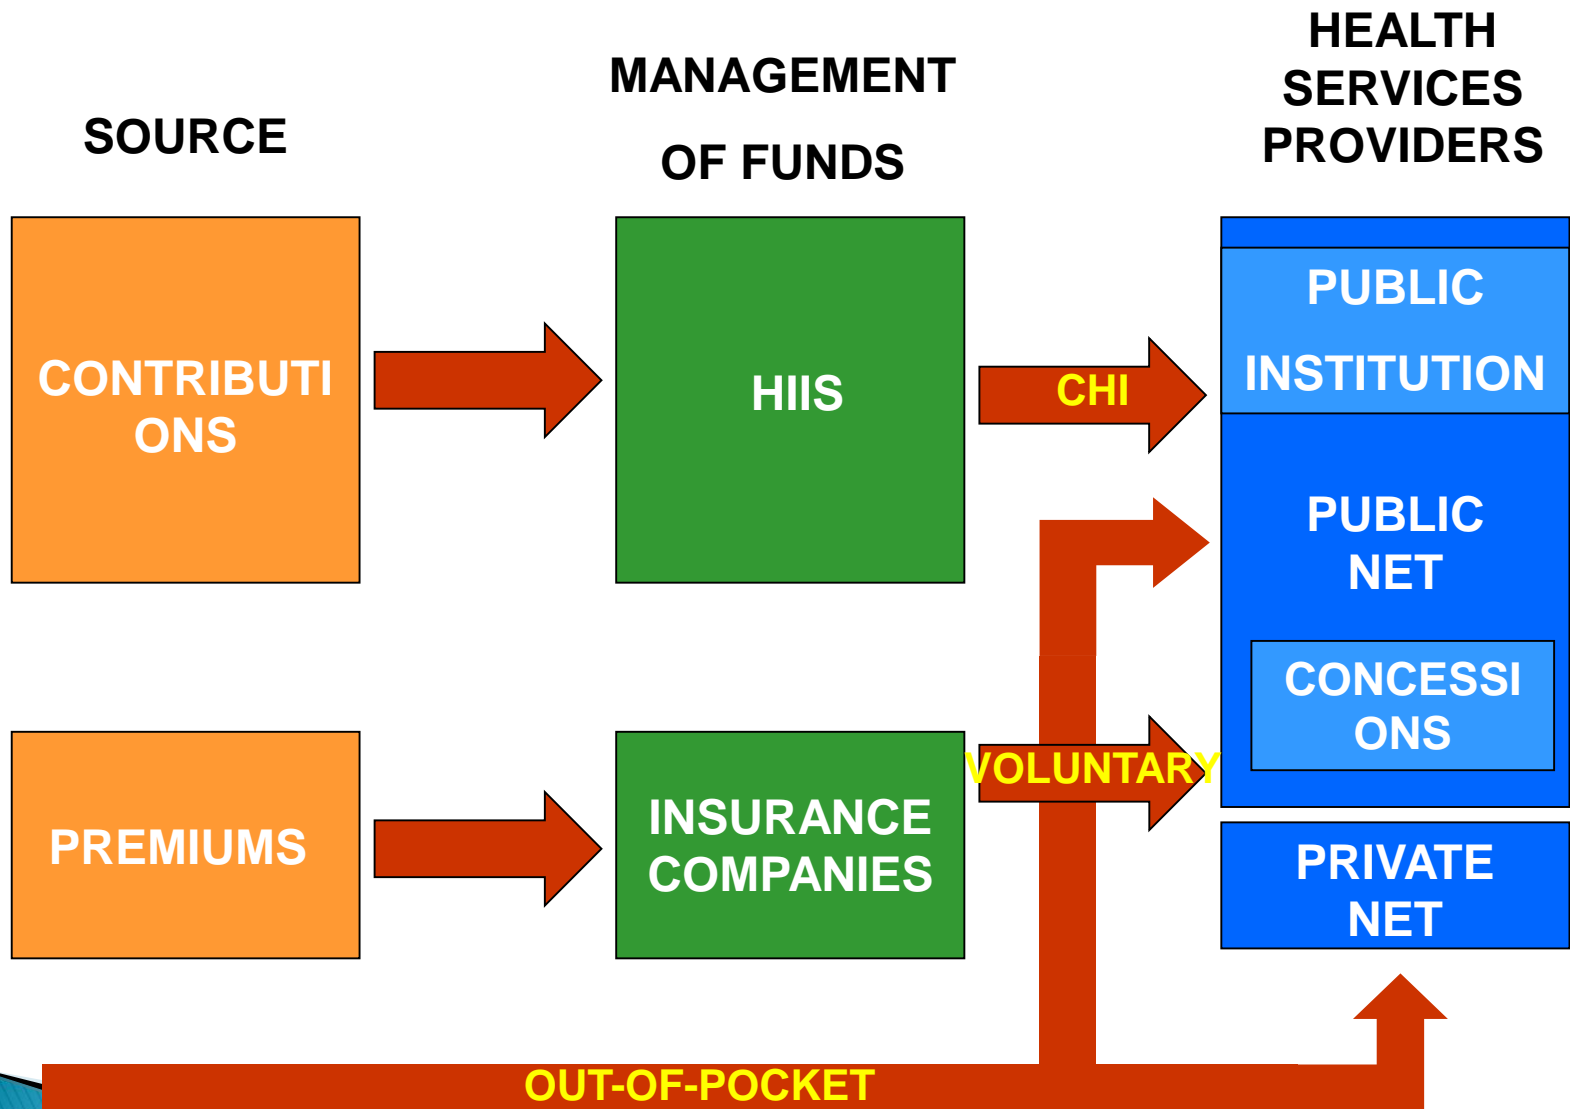 SOURCE
MANAGEMENT
OF FUNDS
HEALTH
SERVICES
PROVIDERS
CONTRIBUTI
ONS
HIIS
CHI
PUBLIC
INSTITUTION
PUBLIC
NET
CONCESSI
ONS
PREMIUMS
INSURANCE
COMPANIES
VOLUNTARY
PRIVATE
NET
OUT-OF-POCKET